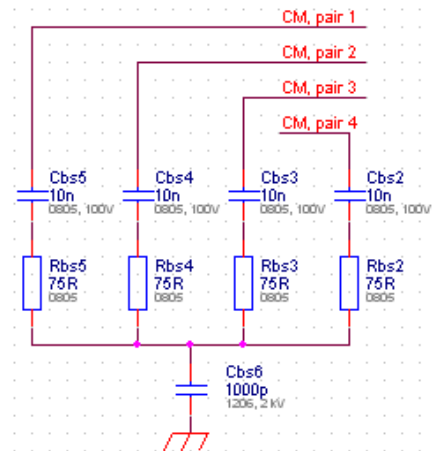 CM, pair 1
CM, pair 2
CM, pair 3
CM, pair 4
Cbs5 Cbs4 Cbs3 Cbs2
10n 10n 10n 10n
0805, 100V 0805, 100V 0805, 100V 0805, 100V
Rbs5 Rbs4 Rbs3 Rbs2
75R 75R 75R 75R
0805 0805 0805 0805
Cbs6
1000p
1206, 2kV